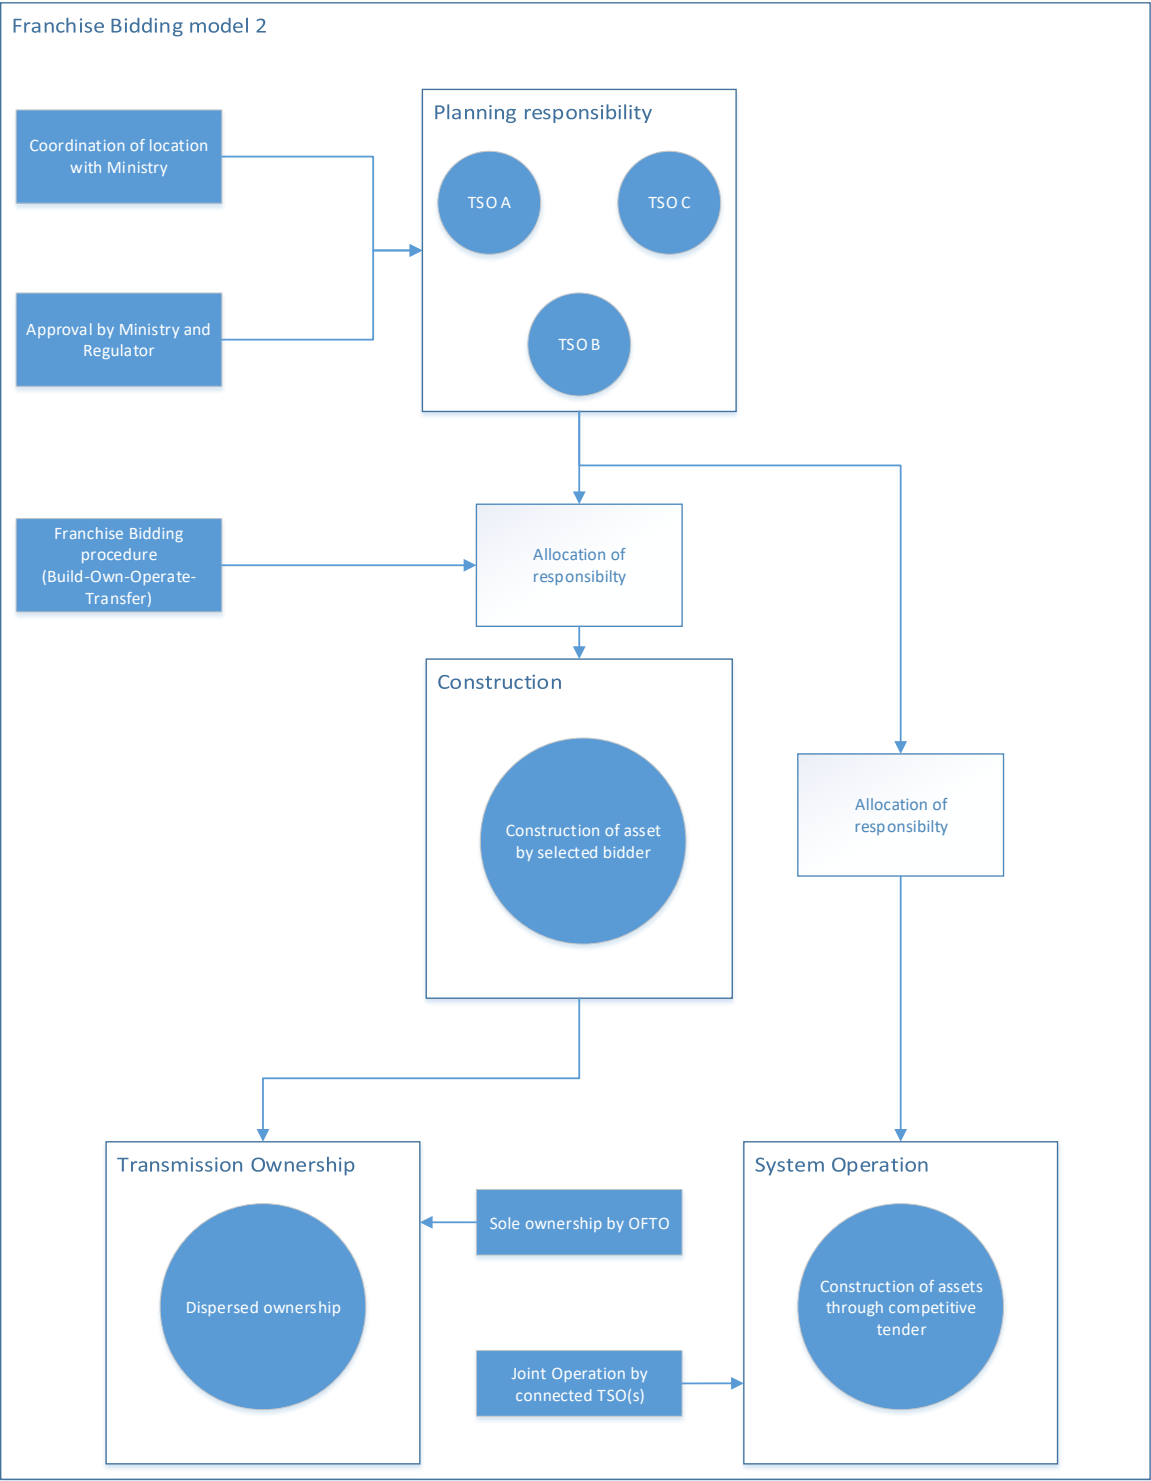 Franchise Bidding model 2
Planning responsibility
Coordination of location
with Ministry
TSO A
TSO C
Approval by Ministry and
Regulator
TSO B
Franchise Bidding
procedure
(Build-Own-Operate-
Transfer)
Allocation of
responsibilty
Construction
Construction of asset
by selected bidder
Allocation of
responsibilty
Transmission Ownership
Dispersed ownership
Sole ownership by OFTO
System Operation
Construction of assets
through competitive
tender
Joint Operation by
connected TSO(s)